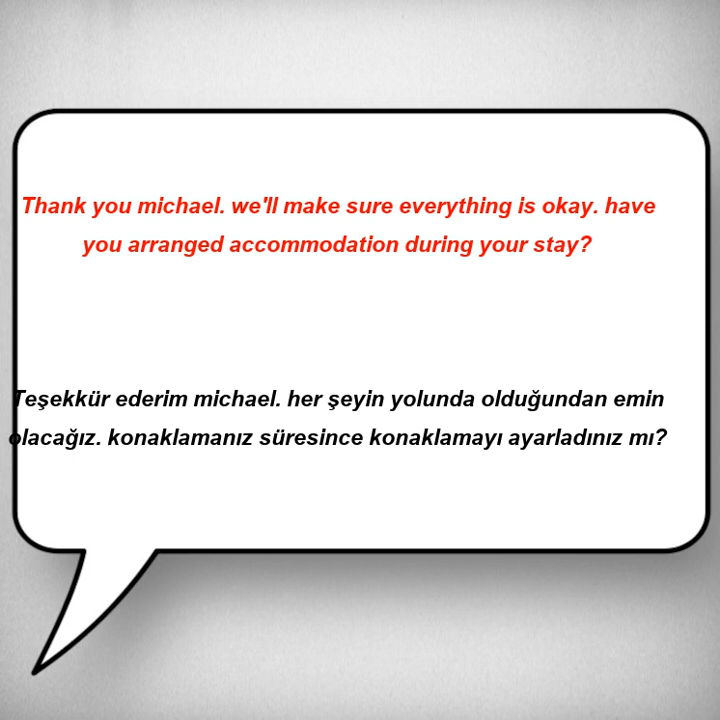 Thank you michael. we'll make sure everything is okay. have
you arranged accommodation during your stay?
Teşekkür ederim michael. her şeyin yolunda olduğundan emin
olacağız. konaklamanız süresince konaklamayı ayarladınız mı?